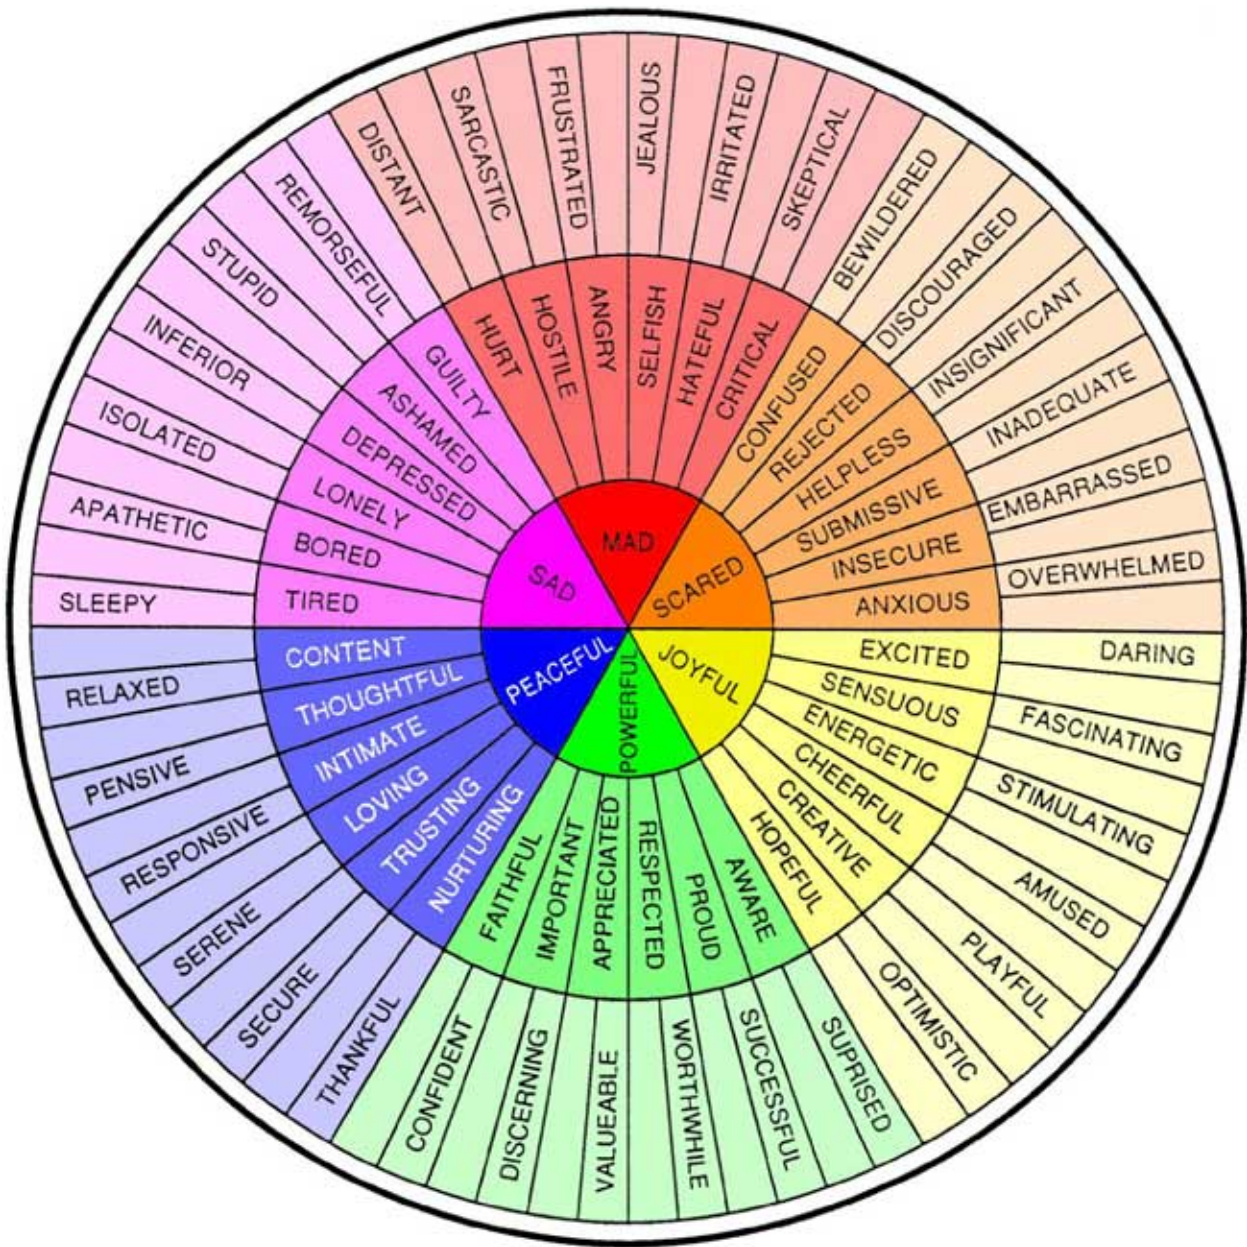 MAD
SCARED
JOYFUL
POWERFUL
PEACEFUL
SAD
HURT
HOSTILE
ANGRY
SELFISH
HATEFUL
CRITICAL
CONFUSED
REJECTED
HELPLESS
SUBMISSIVE
INSECURE
ANXIOUS
EXCITED
SENSUOUS
ENERGETIC
CHEERFUL
CREATIVE
HOPEFUL
AWARE
PROUD
RESPECTED
APPRECIATED
IMPORTANT
FAITHFUL
NURTURING
TRUSTING
LOVING
INTIMATE
THOUGHTFUL
CONTENT
TIRED
BORED
LONELY
DEPRESSED
ASHAMED
GUILTY
DISTANT
SARCASTIC
FRUSTRATED
JEALOUS
IRRITATED
SKEPTICAL
BEWILDERED
DISCOURAGED
INSIGNIFICANT
INADEQUATE
EMBARRASSED
OVERWHELMED
DARING
FASCINATING
STIMULATING
AMUSED
PLAYFUL
OPTIMISTIC
SUPRISED
SUCCESSFUL
WORTHWHILE
VALUEABLE
DISCERNING
CONFIDENT
THANKFUL
SECURE
SERENE
RESPONSIVE
PENSIVE
RELAXED
SLEEPY
APATHETIC
ISOLATED
INFERIOR
STUPID
REMORSEFUL